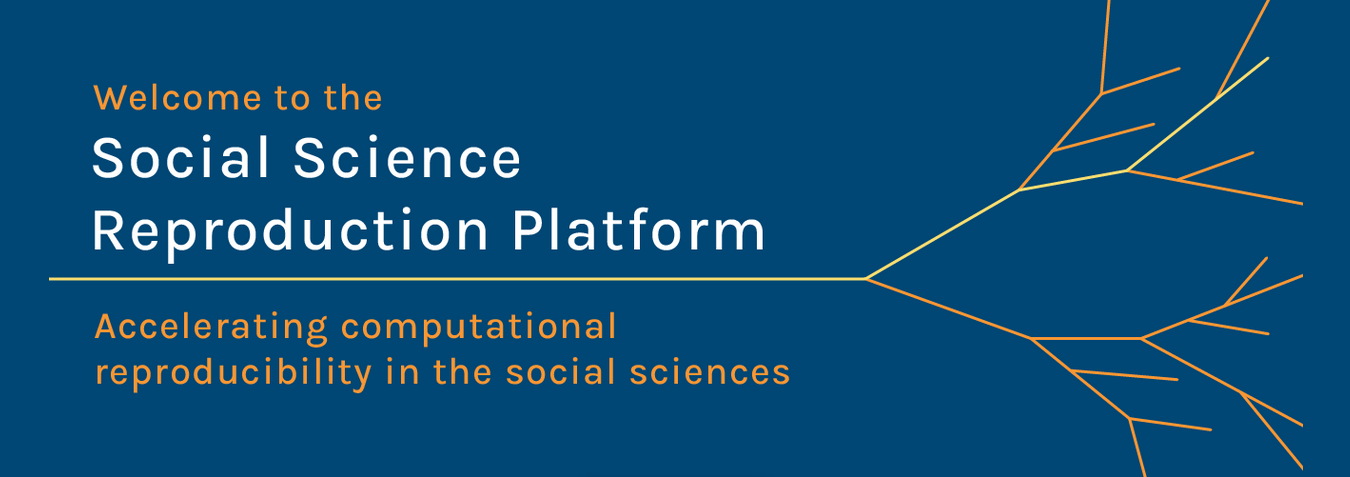 Welcome to the
Social Science
Reproduction Platform
Accelerating computational
reproducibility in the social sciences